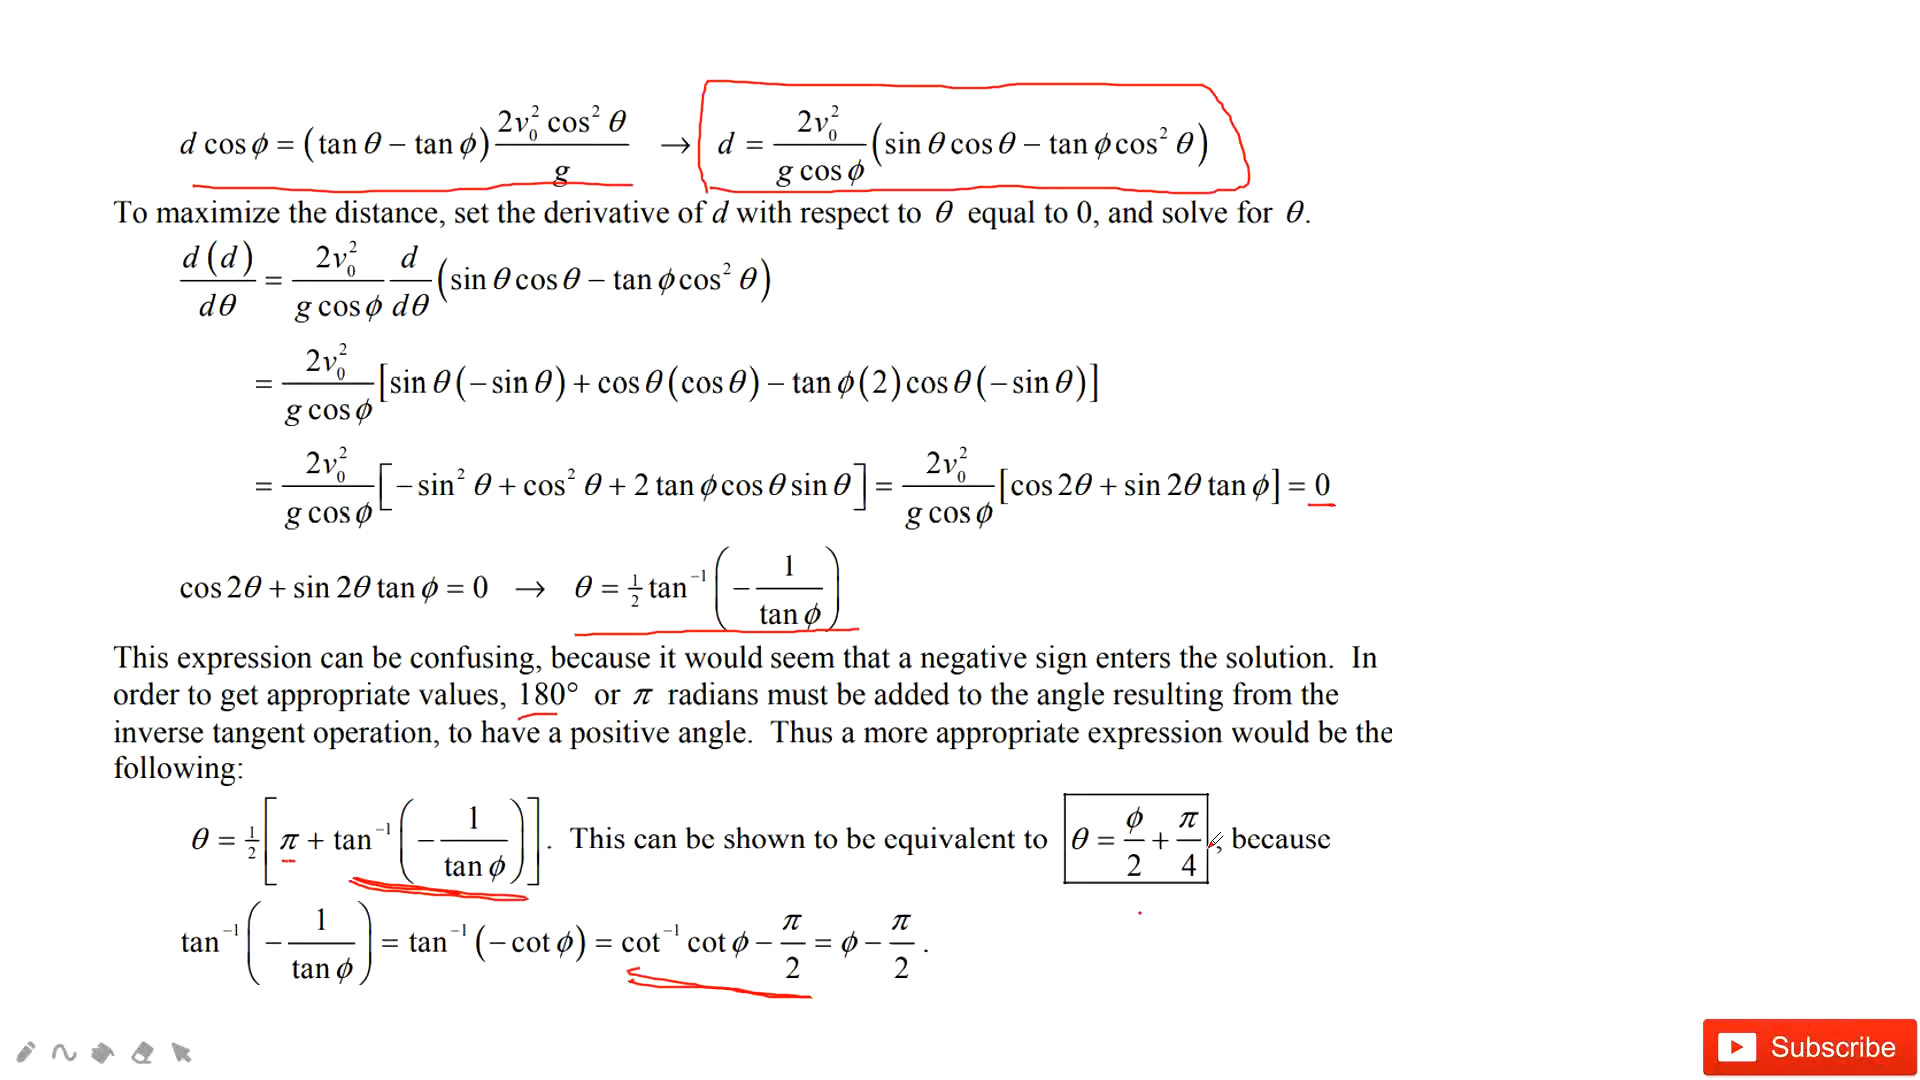 d cos ϕ = (tan θ − tan ϕ) 2v₀² cos² θ / g → d = 2v₀² / (g cos ϕ) (sin θ cos θ − tan ϕ cos² θ)
To maximize the distance, set the derivative of d with respect to θ equal to 0, and solve for θ.
d(d)/dθ = 2v₀² / (g cos ϕ) d/dθ (sin θ cos θ − tan ϕ cos² θ)
= 2v₀² / (g cos ϕ) [sin θ (− sin θ) + cos θ (cos θ) − tan ϕ (2) cos θ (− sin θ)]
= 2v₀² / (g cos ϕ) [− sin² θ + cos² θ + 2 tan ϕ cos θ sin θ] = 2v₀² / (g cos ϕ) [cos 2θ + sin 2θ tan ϕ] = 0
cos 2θ + sin 2θ tan ϕ = 0 → θ = ½ tan⁻¹ (− 1 / tan ϕ)
This expression can be confusing, because it would seem that a negative sign enters the solution. In
order to get appropriate values, 180° or π radians must be added to the angle resulting from the
inverse tangent operation, to have a positive angle. Thus a more appropriate expression would be the
following:
θ = ½ [π + tan⁻¹ (− 1 / tan ϕ)]. This can be shown to be equivalent to θ = ϕ/2 + π/4, because
tan⁻¹ (− 1 / tan ϕ) = tan⁻¹ (− cot ϕ) = cot⁻¹ cot ϕ − π/2 = ϕ − π/2.
Subscribe